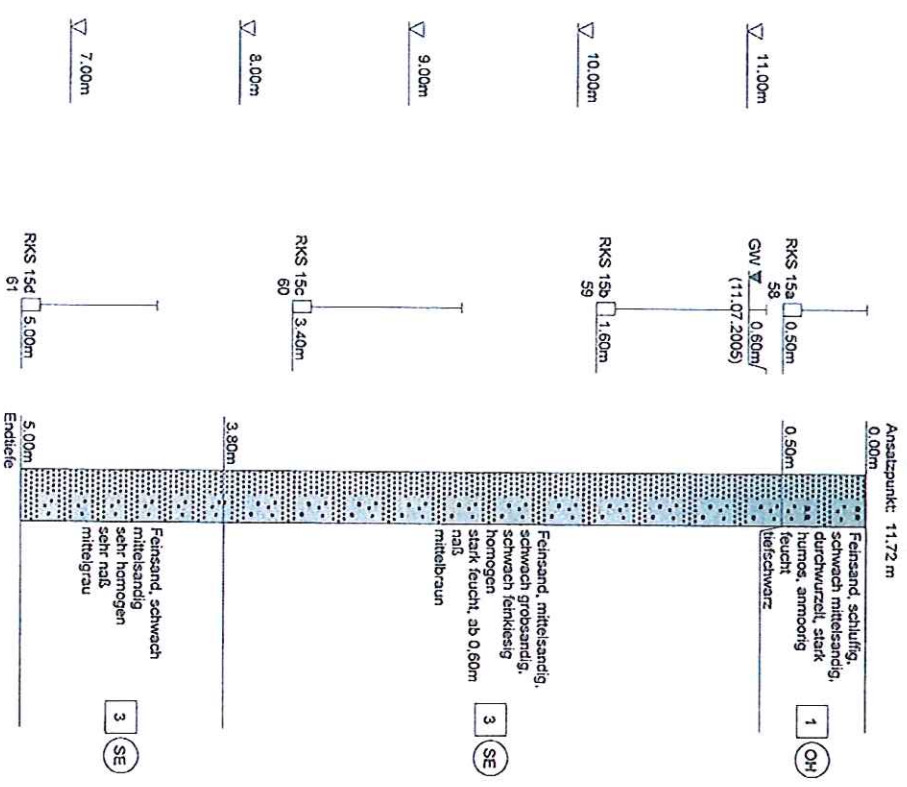 Ansatzpunkt: 11.72 m
11.00m
10.00m
9.00m
8.00m
7.00m
RKS 15a
58
0.50m
GW
0.60m
(11.07.2005)
RKS 15b
59
1.60m
RKS 15c
60
3.40m
RKS 15d
61
5.00m
0.00m
0.50m
3.80m
5.00m
Endtiefe
Feinsand, schluffig,
schwach mittelsandig,
durchwurzelt, stark
humos, anmoorig
feucht
tiefschwarz
1
OH
Feinsand, mittelsandig,
schwach grobsandig,
schwach feinkiesig
homogen
stark feucht, ab 0,60m
naß
mittelbraun
3
SE
Feinsand, schwach
mittelsandig
sehr homogen
sehr naß
mittelgrau
3
SE